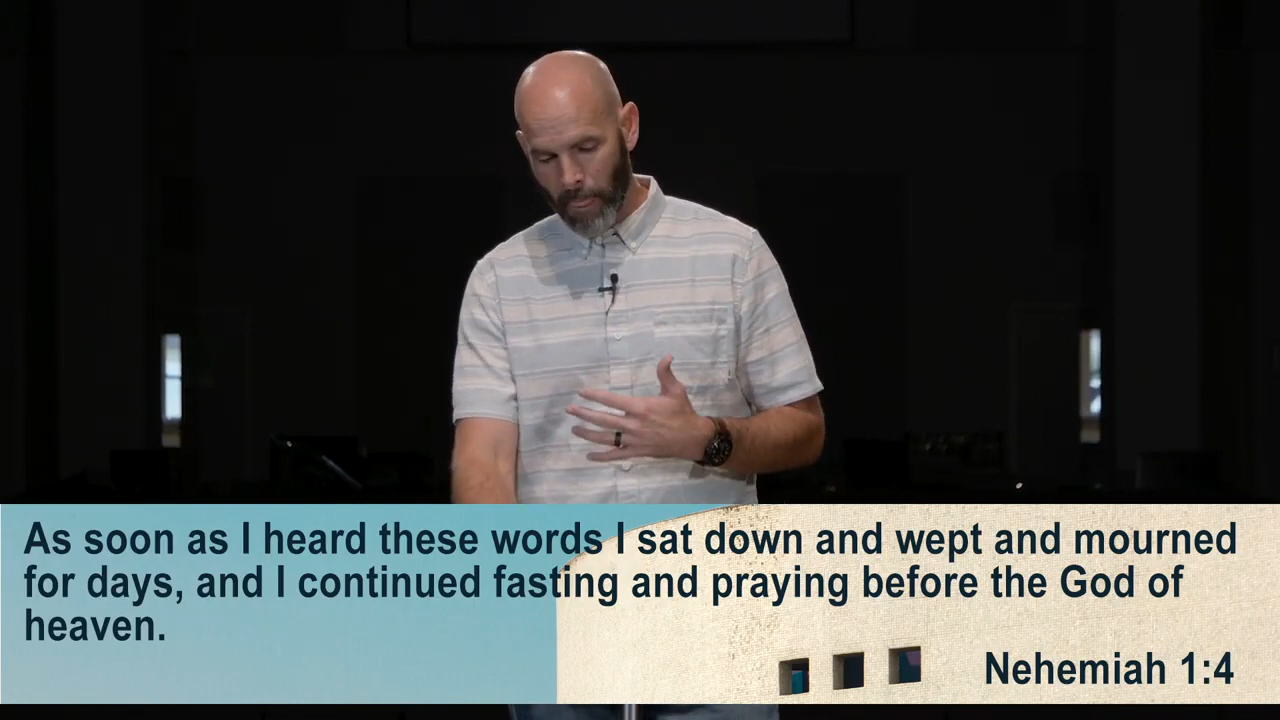 As soon as I heard these words I sat down and wept and mourned
for days, and I continued fasting and praying before the God of
heaven.
Nehemiah 1:4